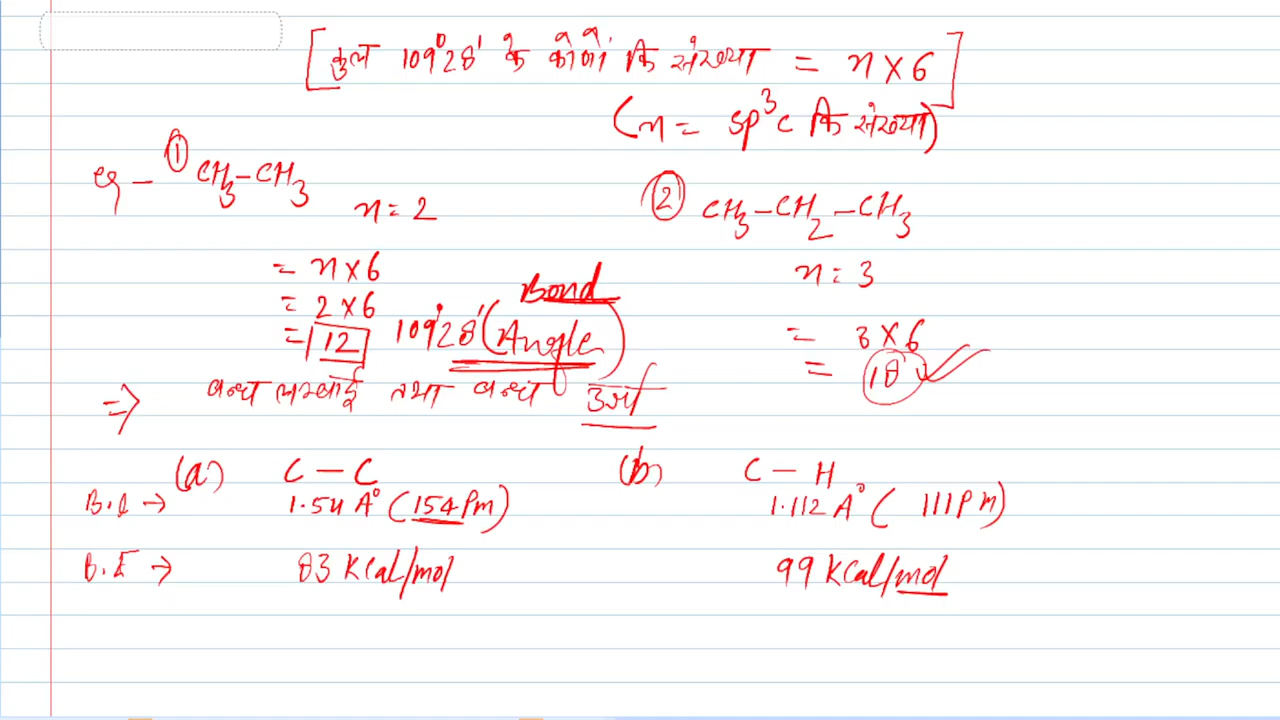 [कुल 109°28' के कोणों कि संख्या = n×6]
(n = sp³c कि संख्या)
eg - ① CH₃-CH₃
n = 2
② CH₃-CH₂-CH₃
n = 3
= n×6
= 2×6
= 12 109°28' (Bond Angle)
= 3×6
= 18
⇒ बन्ध लम्बाई तथा बन्ध ऊर्जा
(a) C-C (b) C-H
B.L → 1.54 A° (154 Pm) 1.112 A° (111 Pm)
B.E → 83 Kcal/mol 99 Kcal/mol